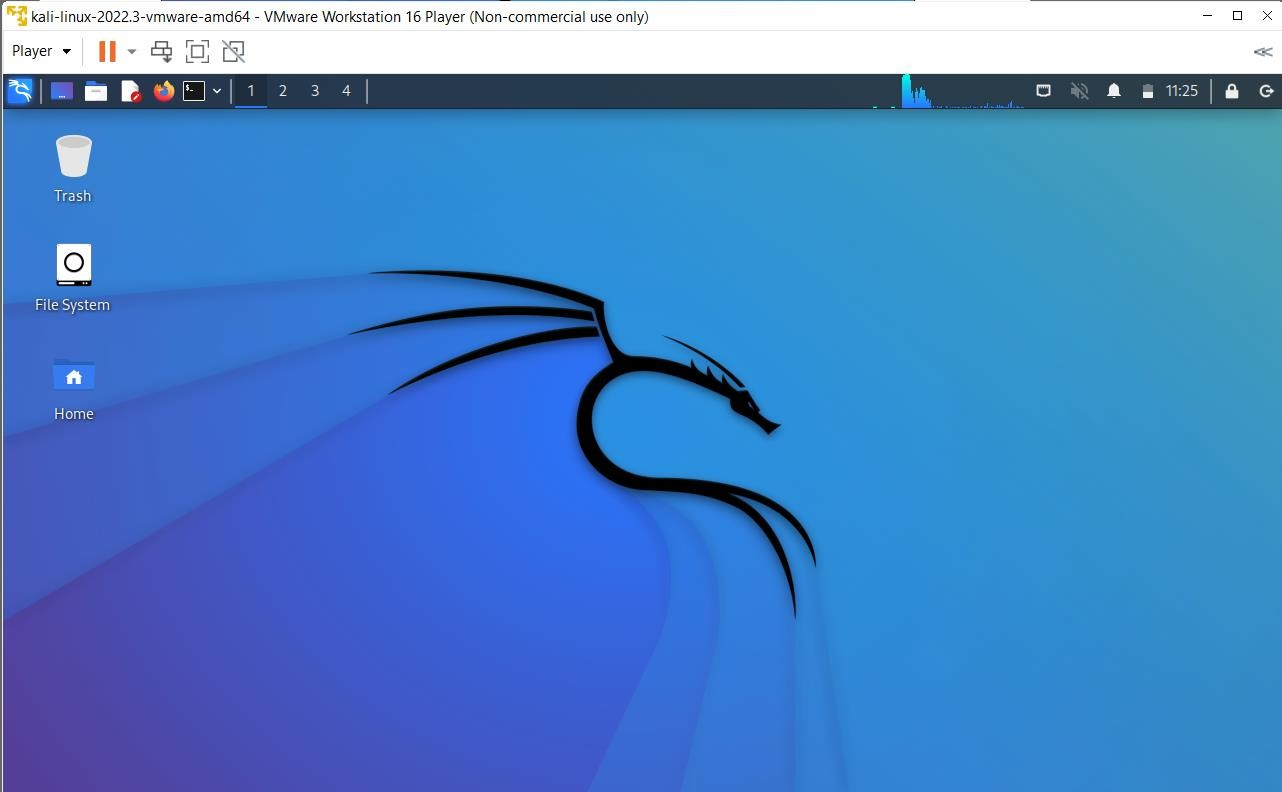 kali-linux-2022.3-vmware-amd64 - VMware Workstation 16 Player (Non-commercial use only)
Player
1 2 3 4 11:25
Trash
File System
Home